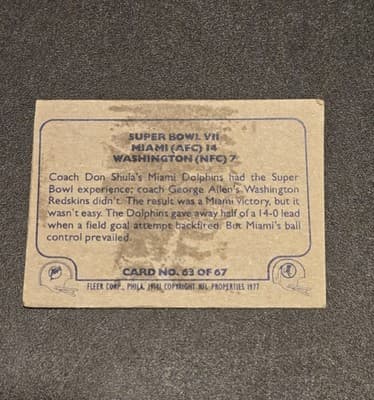 SUPER BOWL VII
MIAMI (AFC) 14
WASHINGTON (NFC) 7
Coach Don Shula's Miami Dolphins had the Super
Bowl experience; coach George Allen's Washington
Redskins didn't. The result was a Miami victory, but it
wasn't easy. The Dolphins gave away half of a 14-0 lead
when a field goal attempt backfired. But Miami's ball
control prevailed.
CARD NO. 63 OF 67
FLEER CORP., PHILA. 19141 COPYRIGHT NFL PROPERTIES 1977